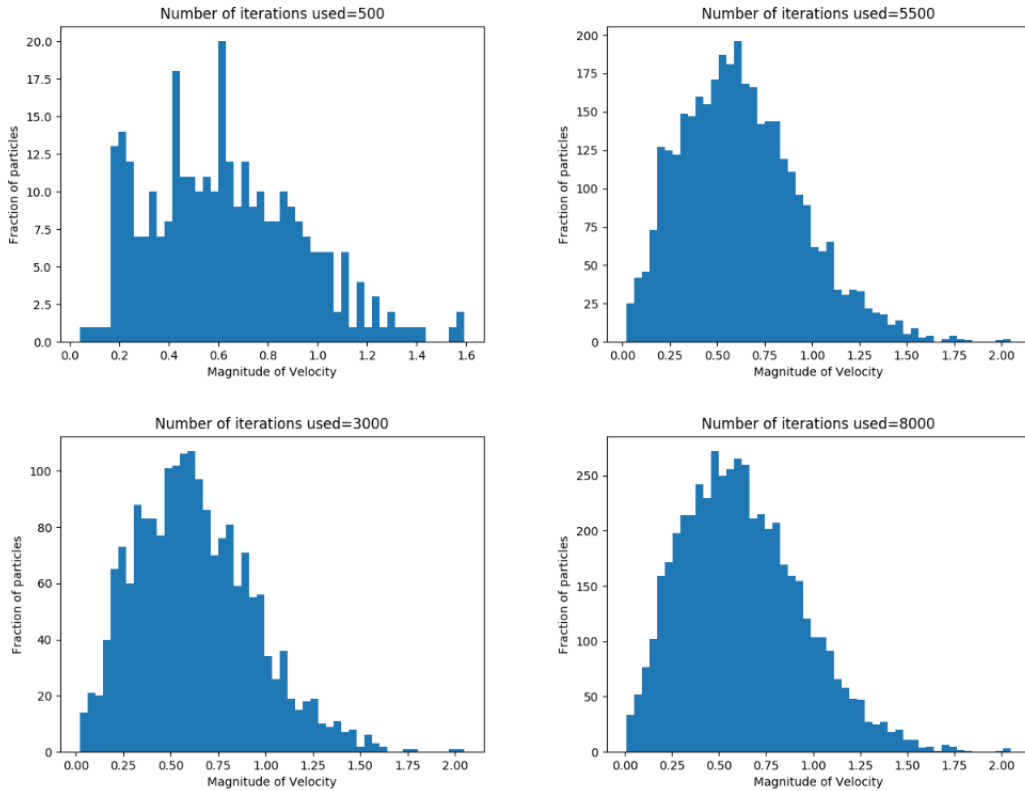 Number of iterations used=500
20.0
17.5
15.0
12.5
10.0
7.5
5.0
2.5
0.0
Fraction of particles
0.0 0.2 0.4 0.6 0.8 1.0 1.2 1.4 1.6
Magnitude of Velocity
Number of iterations used=5500
200
175
150
125
100
75
50
25
0
Fraction of particles
0.00 0.25 0.50 0.75 1.00 1.25 1.50 1.75 2.00
Magnitude of Velocity
Number of iterations used=3000
100
80
60
40
20
0
Fraction of particles
0.00 0.25 0.50 0.75 1.00 1.25 1.50 1.75 2.00
Magnitude of Velocity
Number of iterations used=8000
250
200
150
100
50
0
Fraction of particles
0.00 0.25 0.50 0.75 1.00 1.25 1.50 1.75 2.00
Magnitude of Velocity